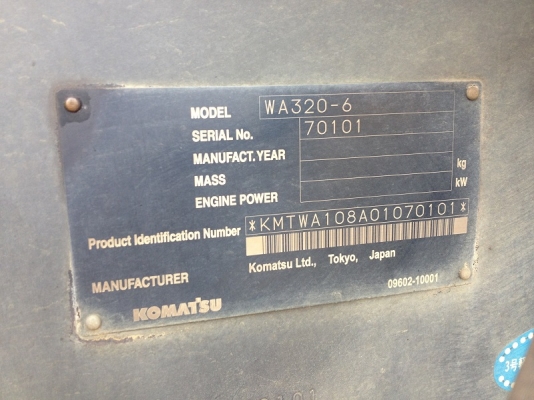 MODEL WA320-6
SERIAL No. 70101
MANUFACT. YEAR
MASS kg
ENGINE POWER kW
Product Identification Number *KMTWA108A01070101*
MANUFACTURER Komatsu Ltd., Tokyo, Japan
KOMATSU 09602-10001